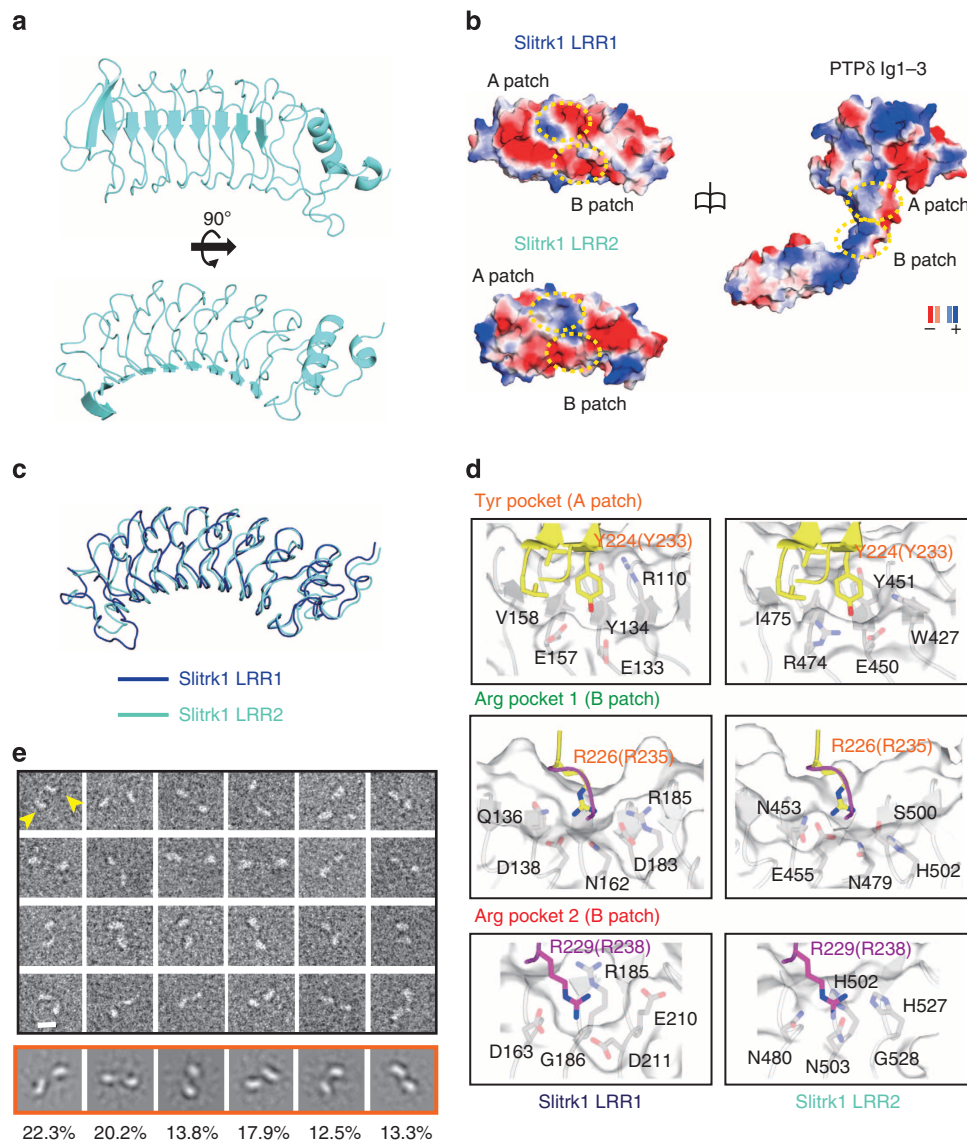 a
90°
b
Slitrk1 LRR1
PTPδ Ig1–3
A patch
B patch
A patch
B patch
Slitrk1 LRR2
A patch
B patch
− +
c
Slitrk1 LRR1
Slitrk1 LRR2
d
Tyr pocket (A patch)
Y224(Y233)
R110
V158
Y134
E157
E133
Y224(Y233)
Y451
I475
W427
R474
E450
Arg pocket 1 (B patch)
R226(R235)
R185
Q136
D138
D183
N162
R226(R235)
N453
S500
E455
H502
N479
Arg pocket 2 (B patch)
R229(R238)
R185
E210
D163
G186
D211
R229(R238)
H502
H527
N480
N503
G528
Slitrk1 LRR1
Slitrk1 LRR2
e
22.3% 20.2% 13.8% 17.9% 12.5% 13.3%